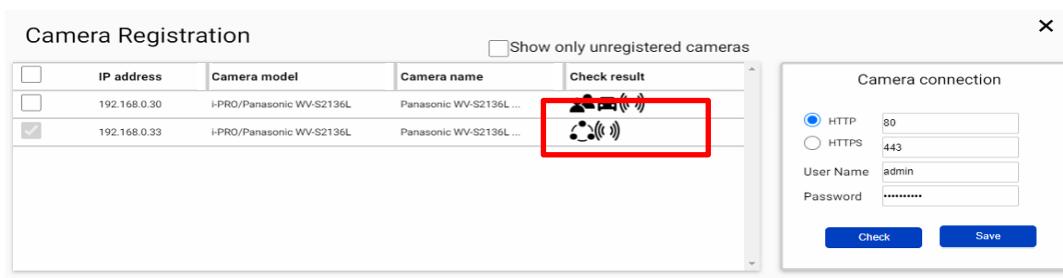 Camera Registration
Show only unregistered cameras
IP address Camera model Camera name Check result
192.168.0.30 i-PRO/Panasonic WV-S2136L Panasonic WV-S2136L ...
192.168.0.33 i-PRO/Panasonic WV-S2136L Panasonic WV-S2136L ...
Camera connection
HTTP 80
HTTPS 443
User Name admin
Password ••••••••••
Check Save